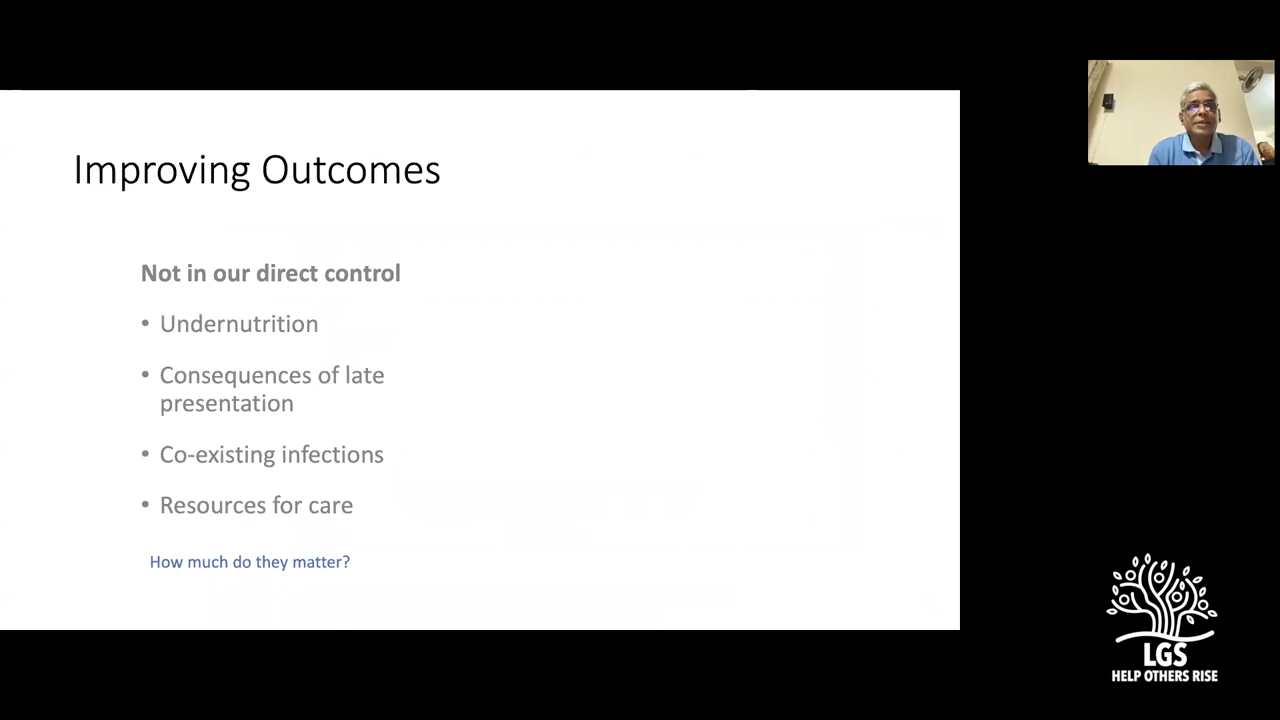 Improving Outcomes
Not in our direct control
• Undernutrition
• Consequences of late
presentation
• Co-existing infections
• Resources for care
How much do they matter?
LGS
HELP OTHERS RISE